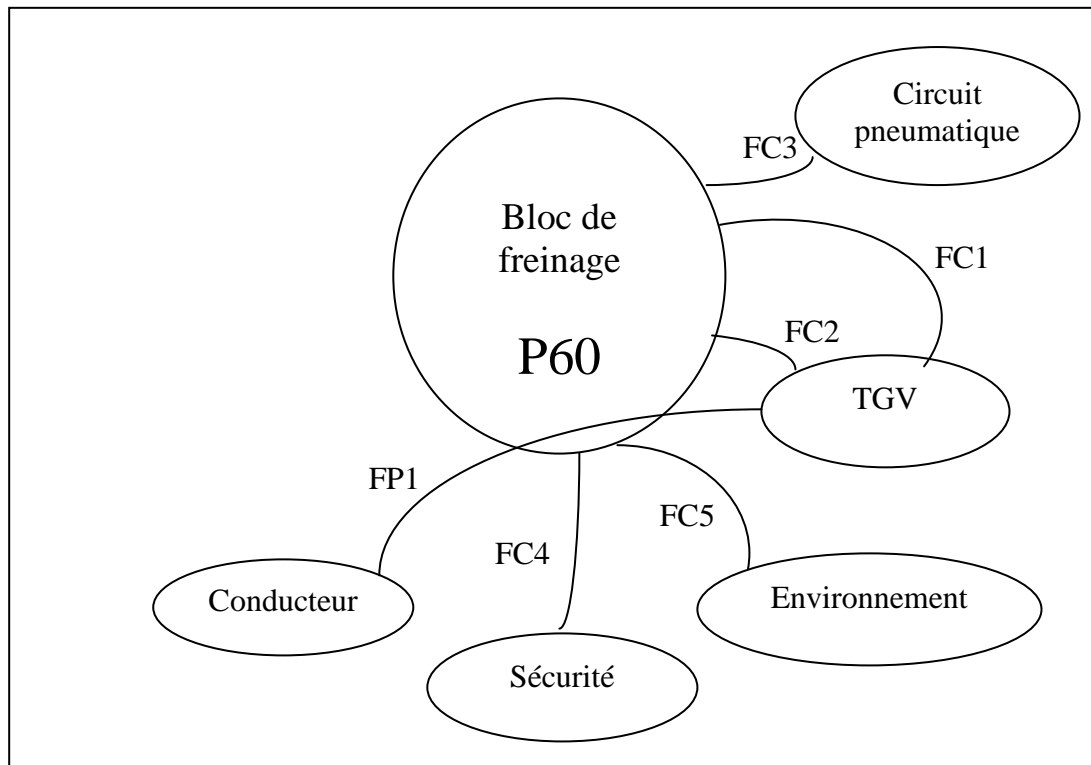 Circuit
pneumatique
FC3
Bloc de
freinage
P60
FC1
FC2
TGV
FP1
FC5
FC4
Conducteur
Environnement
Sécurité